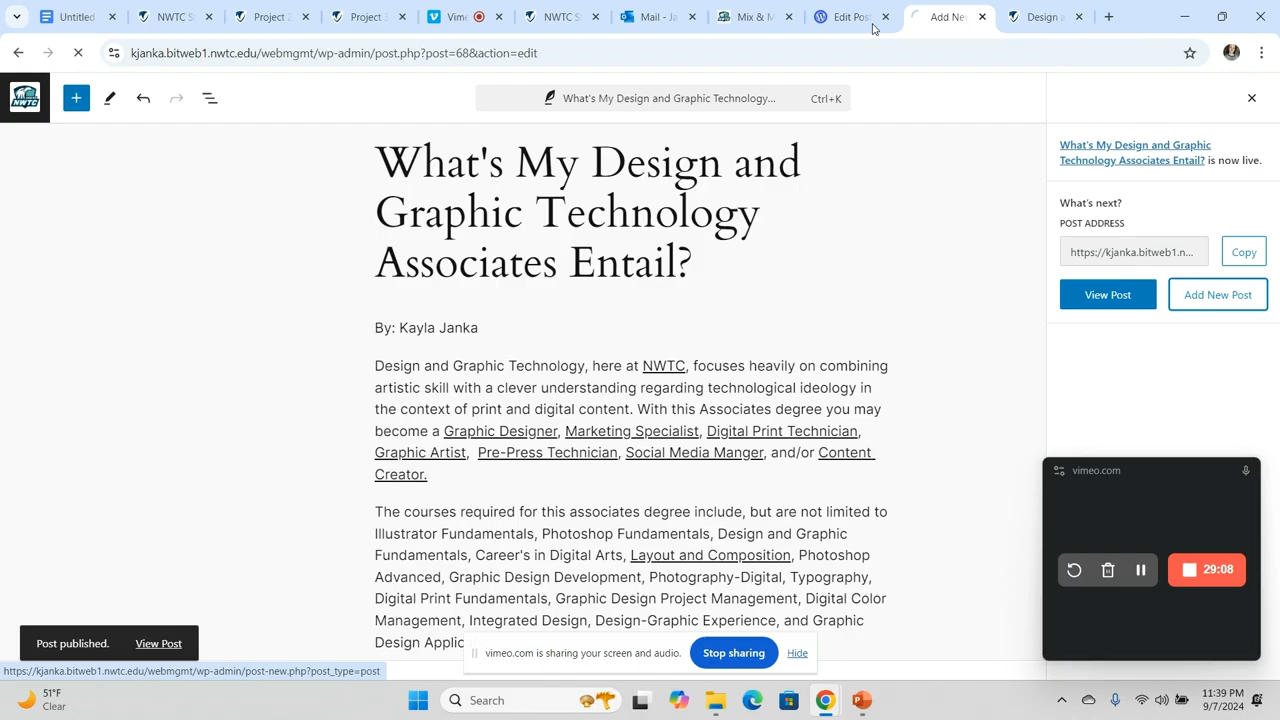 Untitled
NWTC S
Project 2
Project 3
Vime
NWTC S
Mail - Ja
Mix & M
Edit Pos
Add New
Design a
kjanka.bitweb1.nwtc.edu/webmgmt/wp-admin/post.php?post=68&action=edit
NWTC
What's My Design and Graphic Technology...
Ctrl+K
What's My Design and
Graphic Technology
Associates Entail?
By: Kayla Janka
Design and Graphic Technology, here at NWTC, focuses heavily on combining
artistic skill with a clever understanding regarding technological ideology in
the context of print and digital content. With this Associates degree you may
become a Graphic Designer, Marketing Specialist, Digital Print Technician,
Graphic Artist, Pre-Press Technician, Social Media Manger, and/or Content
Creator.
The courses required for this associates degree include, but are not limited to
Illustrator Fundamentals, Photoshop Fundamentals, Design and Graphic
Fundamentals, Career's in Digital Arts, Layout and Composition, Photoshop
Advanced, Graphic Design Development, Photography-Digital, Typography,
Digital Print Fundamentals, Graphic Design Project Management, Digital Color
Management, Integrated Design, Design-Graphic Experience, and Graphic
Design Applic
What's My Design and Graphic
Technology Associates Entail? is now live.
What's next?
POST ADDRESS
https://kjanka.bitweb1.n...
Copy
View Post
Add New Post
vimeo.com
29:08
Post published.
View Post
vimeo.com is sharing your screen and audio.
Stop sharing
Hide
https://kjanka.bitweb1.nwtc.edu/webmgmt/wp-admin/post-new.php?post_type=post
51°F
Clear
Search
11:39 PM
9/7/2024